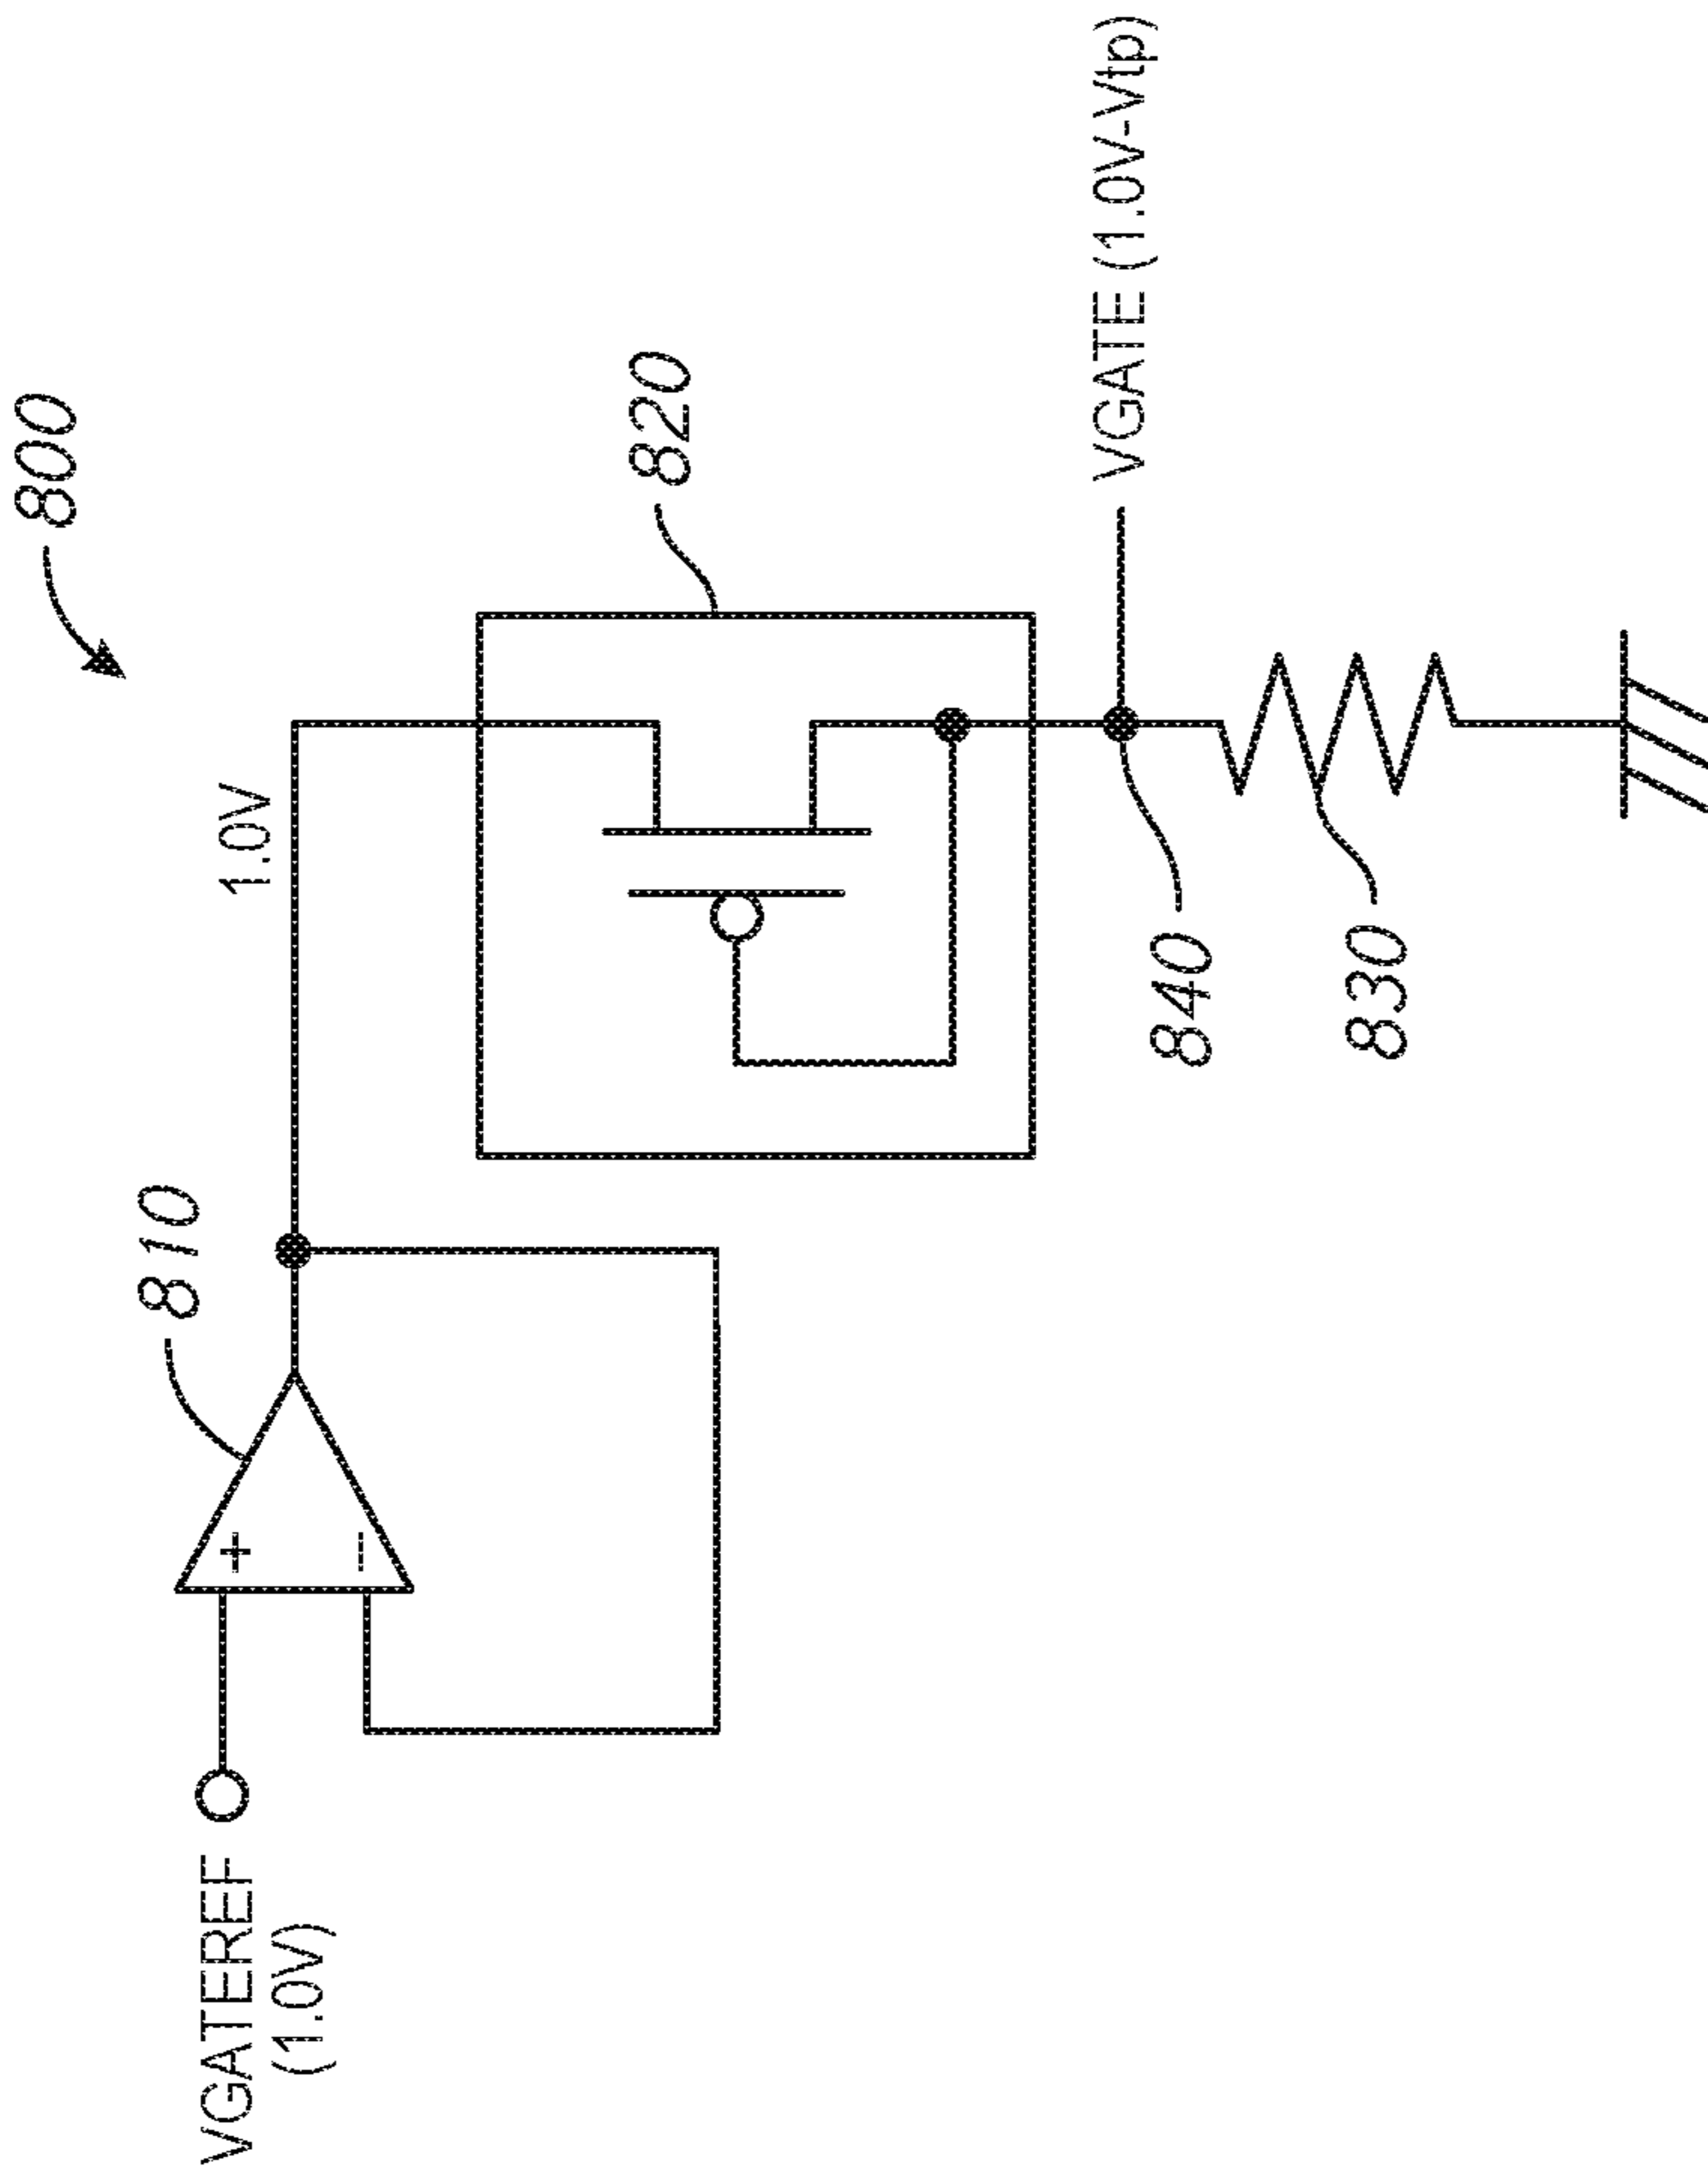 800
810
1.0V
VGATEREF
(1.0V)
+
−
820
VGATE (1.0V-Vtp)
840
830